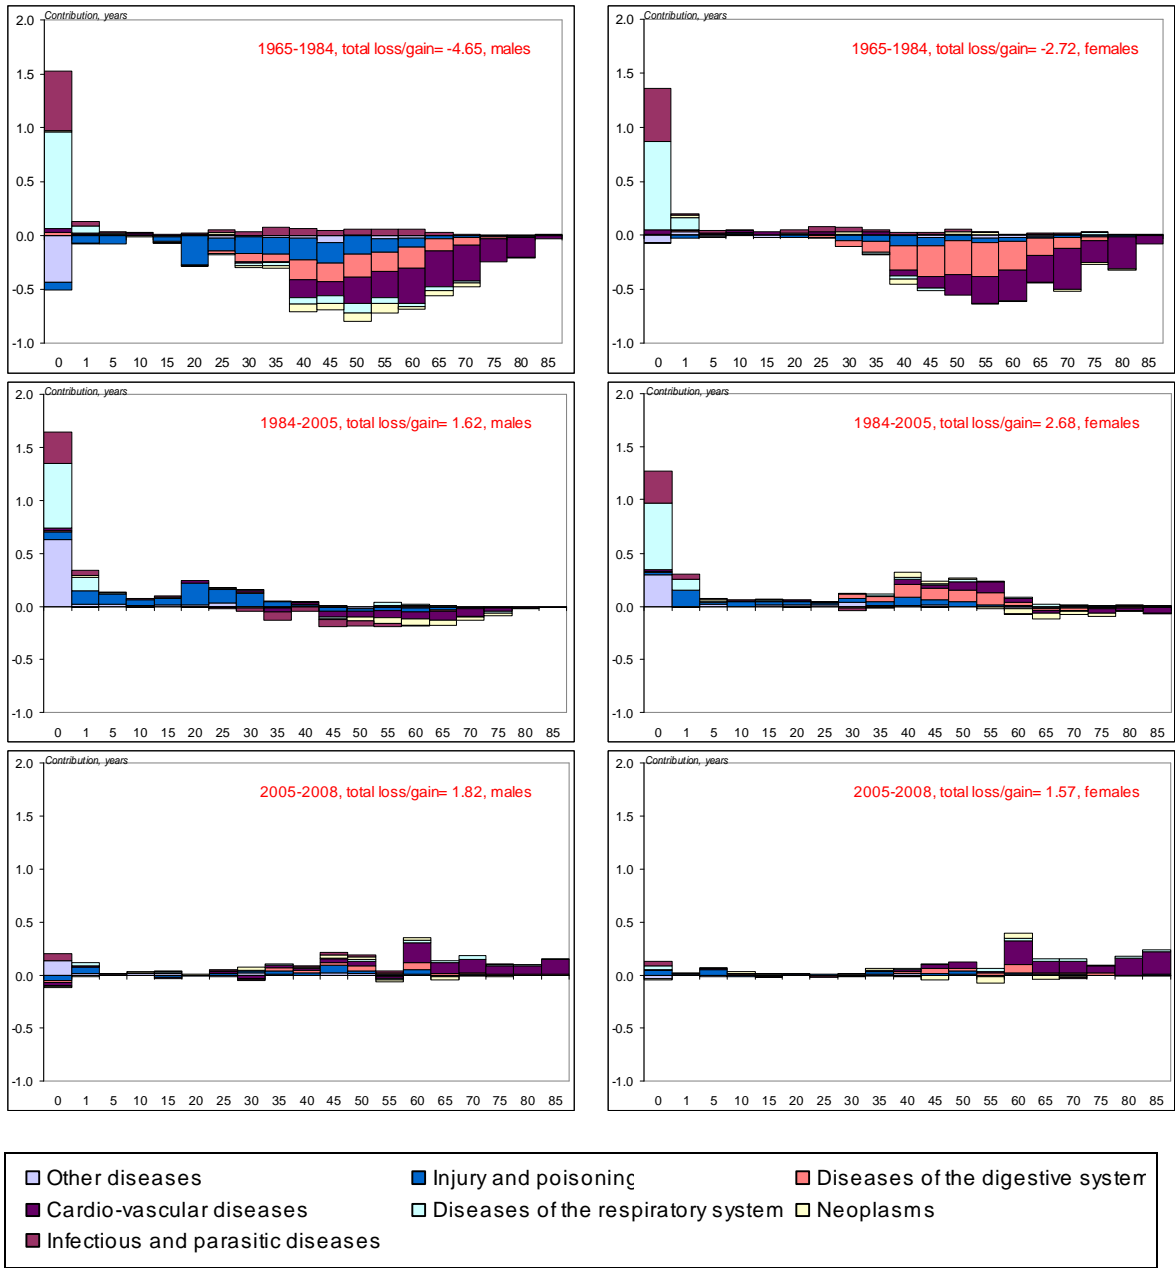 Contribution, years
1965-1984, total loss/gain= -4.65, males
2.0
1.5
1.0
0.5
0.0
-0.5
-1.0
0 1 5 10 15 20 25 30 35 40 45 50 55 60 65 70 75 80 85
Contribution, years
1965-1984, total loss/gain= -2.72, females
2.0
1.5
1.0
0.5
0.0
-0.5
-1.0
0 1 5 10 15 20 25 30 35 40 45 50 55 60 65 70 75 80 85
Contribution, years
1984-2005, total loss/gain= 1.62, males
2.0
1.5
1.0
0.5
0.0
-0.5
-1.0
0 1 5 10 15 20 25 30 35 40 45 50 55 60 65 70 75 80 85
Contribution, years
1984-2005, total loss/gain= 2.68, females
2.0
1.5
1.0
0.5
0.0
-0.5
-1.0
0 1 5 10 15 20 25 30 35 40 45 50 55 60 65 70 75 80 85
Contribution, years
2005-2008, total loss/gain= 1.82, males
2.0
1.5
1.0
0.5
0.0
-0.5
-1.0
0 1 5 10 15 20 25 30 35 40 45 50 55 60 65 70 75 80 85
Contribution, years
2005-2008, total loss/gain= 1.57, females
2.0
1.5
1.0
0.5
0.0
-0.5
-1.0
0 1 5 10 15 20 25 30 35 40 45 50 55 60 65 70 75 80 85
Other diseases Injury and poisoning Diseases of the digestive system
Cardio-vascular diseases Diseases of the respiratory system Neoplasms
Infectious and parasitic diseases